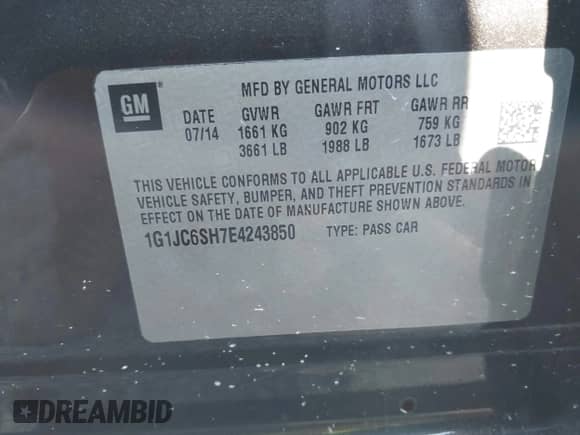 MFD BY GENERAL MOTORS LLC
GM
DATE GVWR GAWR FRT GAWR RR
07/14 1661 KG 902 KG 759 KG
3661 LB 1988 LB 1673 LB
THIS VEHICLE CONFORMS TO ALL APPLICABLE U.S. FEDERAL MOTOR
VEHICLE SAFETY, BUMPER, AND THEFT PREVENTION STANDARDS IN
EFFECT ON THE DATE OF MANUFACTURE SHOWN ABOVE.
1G1JC6SH7E4243850 TYPE: PASS CAR
DREAMBID